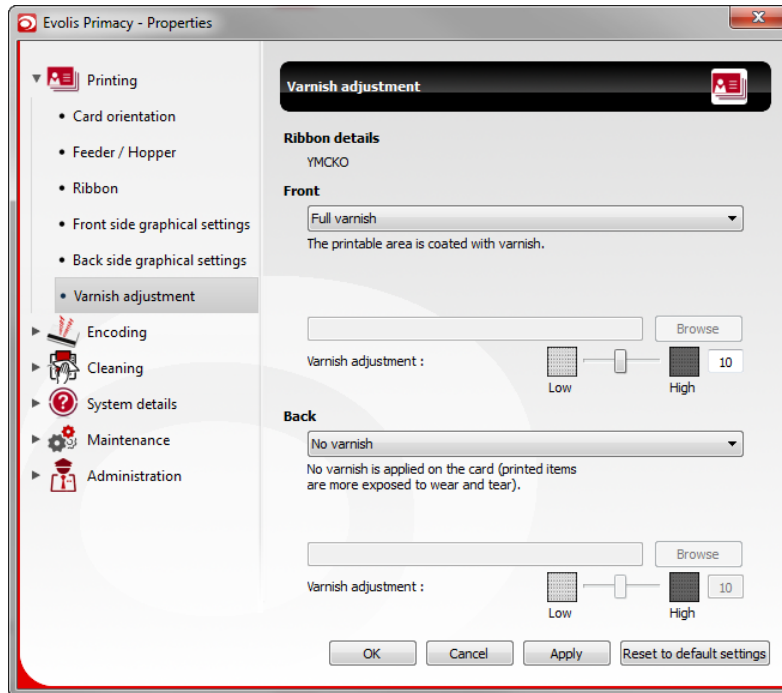 Evolis Primacy - Properties
Printing
Card orientation
Feeder / Hopper
Ribbon
Front side graphical settings
Back side graphical settings
Varnish adjustment
Encoding
Cleaning
System details
Maintenance
Administration
Varnish adjustment
Ribbon details
YMCKO
Front
Full varnish
The printable area is coated with varnish.
Browse
Varnish adjustment :
10
Low High
Back
No varnish
No varnish is applied on the card (printed items
are more exposed to wear and tear).
Browse
Varnish adjustment :
10
Low High
OK Cancel Apply Reset to default settings